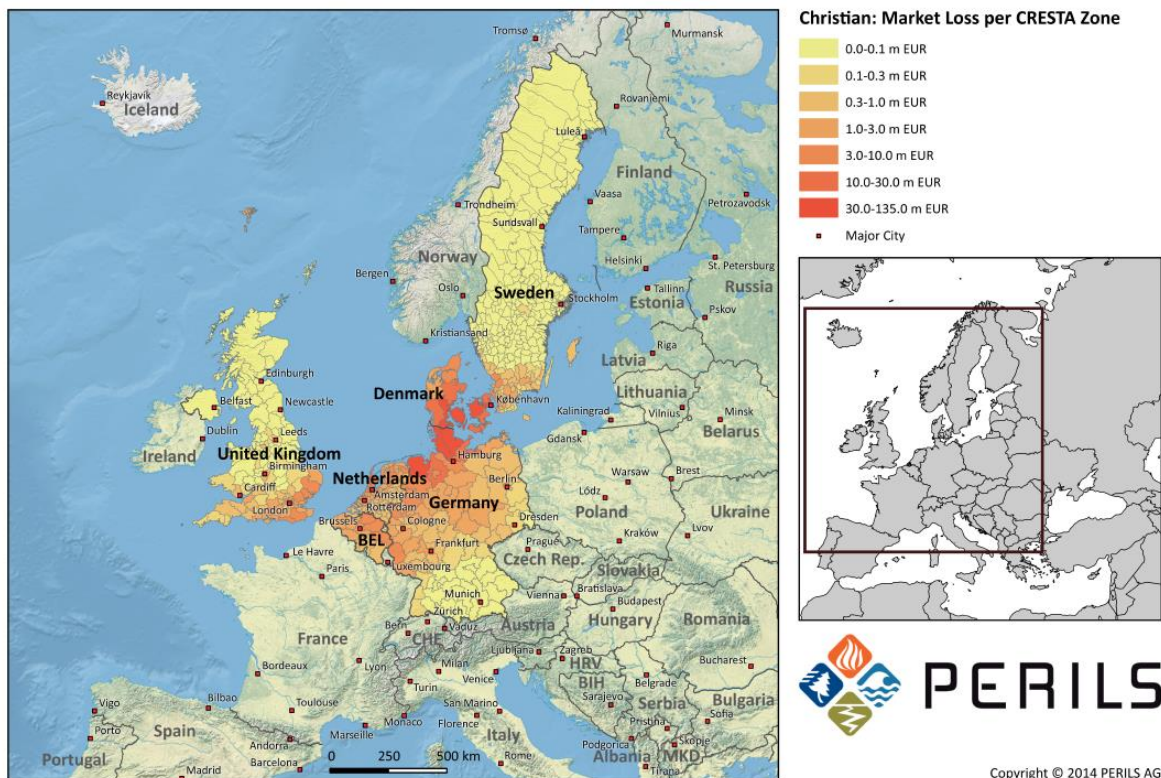 Christian: Market Loss per CRESTA Zone
0.0-0.1 m EUR
0.1-0.3 m EUR
0.3-1.0 m EUR
1.0-3.0 m EUR
3.0-10.0 m EUR
10.0-30.0 m EUR
30.0-135.0 m EUR
Major City
Tromsø
Murmansk
Reykjavik
Iceland
Rovaniemi
Luleå
Finland
Vaasa
Petrozavodsk
Trondheim
Sundsvall
Tampere
Norway
Helsinki
St. Petersburg
Bergen
Oslo
Sweden
Stockholm
Tallinn
Estonia
Russia
Pskov
Kristiansand
Riga
Latvia
Edinburgh
Denmark
Lithuania
Belfast
Newcastle
København
Kaliningrad
Vilnius
Minsk
Dublin
Leeds
Gdansk
Belarus
Ireland
United Kingdom
Hamburg
Birmingham
Netherlands
Warsaw
Brest
Cardiff
Amsterdam
Berlin
London
Rotterdam
Germany
Lódz
Poland
Ukraine
Brussels
Cologne
Dresden
BEL
Kraków
Lvov
Le Havre
Frankfurt
Prague
Czech Rep.
Paris
Luxembourg
Slovakia
Munich
Vienna
Bratislava
Zürich
Budapest
France
Bern
CHE
Vaduz
Austria
Hungary
Romania
Ljubljana
Zagreb
Lyon
Milan
HRV
Bucharest
Bordeaux
Turin
Venice
BIH
Belgrade
Vigo
Bilbao
Toulouse
San Marino
Sarajevo
Serbia
Bulgaria
Porto
Spain
Marseille
Monaco
Florence
Italy
Pristina
Sofia
Portugal
Andorra
Podgorica
Skopje
Madrid
Barcelona
Rome
Albania
MKD
Tirana
0 250 500 km
PERILS
Copyright © 2014 PERILS AG